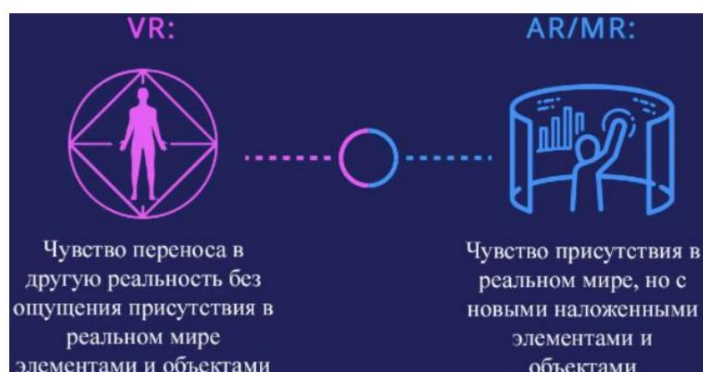 VR:
Чувство переноса в
другую реальность без
ощущения присутствия в
реальном мире
элементами и объектами
AR/MR:
Чувство присутствия в
реальном мире, но с
новыми наложенными
элементами и
объектами